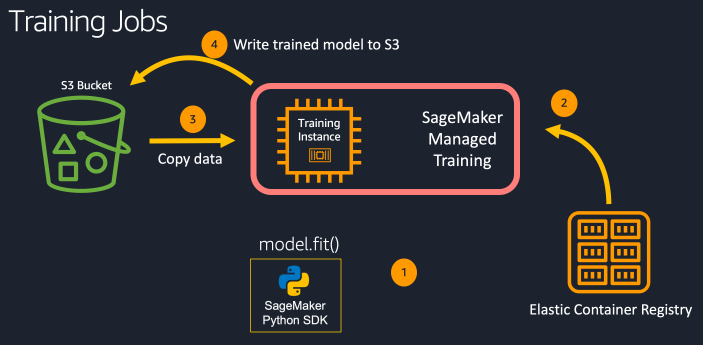 Training Jobs
4
Write trained model to S3
S3 Bucket
3
Copy data
Training
Instance
SageMaker
Managed
Training
2
model.fit()
1
SageMaker
Python SDK
Elastic Container Registry